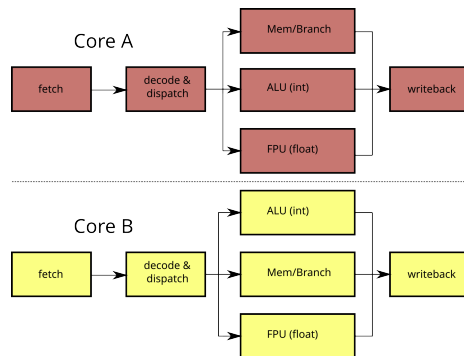 Core A
Mem/Branch
fetch
decode &
dispatch
ALU (int)
writeback
FPU (float)
Core B
ALU (int)
fetch
decode &
dispatch
Mem/Branch
writeback
FPU (float)